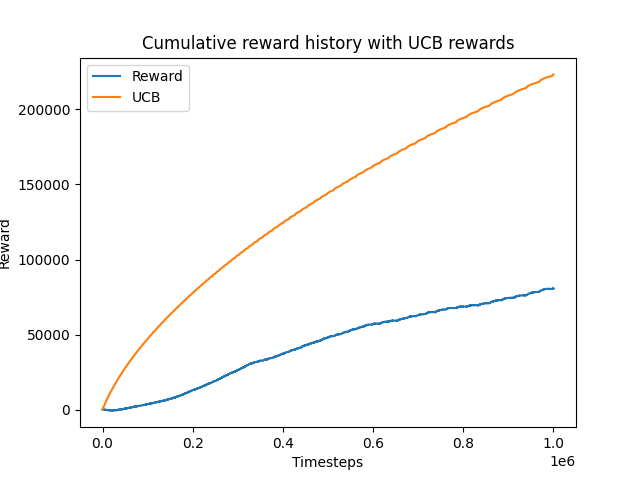 Cumulative reward history with UCB rewards
Reward
UCB
200000
150000
100000
50000
0
Reward
0.0 0.2 0.4 0.6 0.8 1.0
1e6
Timesteps